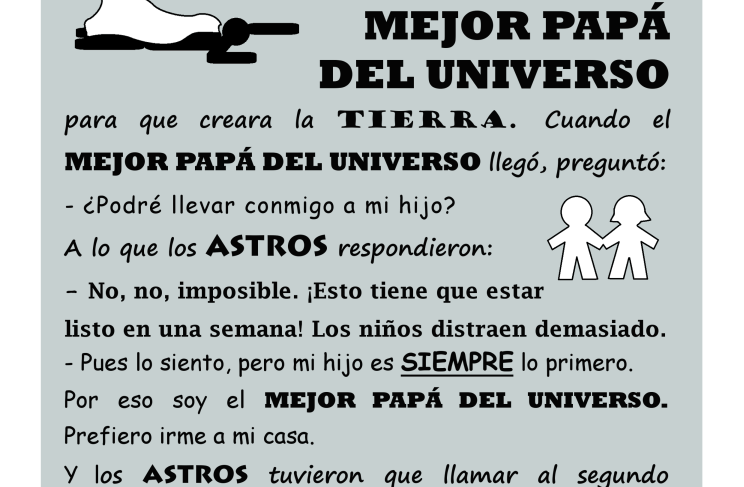 MEJOR PAPÁ
DEL UNIVERSO
para que creara la TIERRA. Cuando el
MEJOR PAPÁ DEL UNIVERSO llegó, preguntó:
- ¿Podré llevar conmigo a mi hijo?
A lo que los ASTROS respondieron:
– No, no, imposible. ¡Esto tiene que estar
listo en una semana! Los niños distraen demasiado.
- Pues lo siento, pero mi hijo es SIEMPRE lo primero.
Por eso soy el MEJOR PAPÁ DEL UNIVERSO.
Prefiero irme a mi casa.
Y los ASTROS tuvieron que llamar al segundo